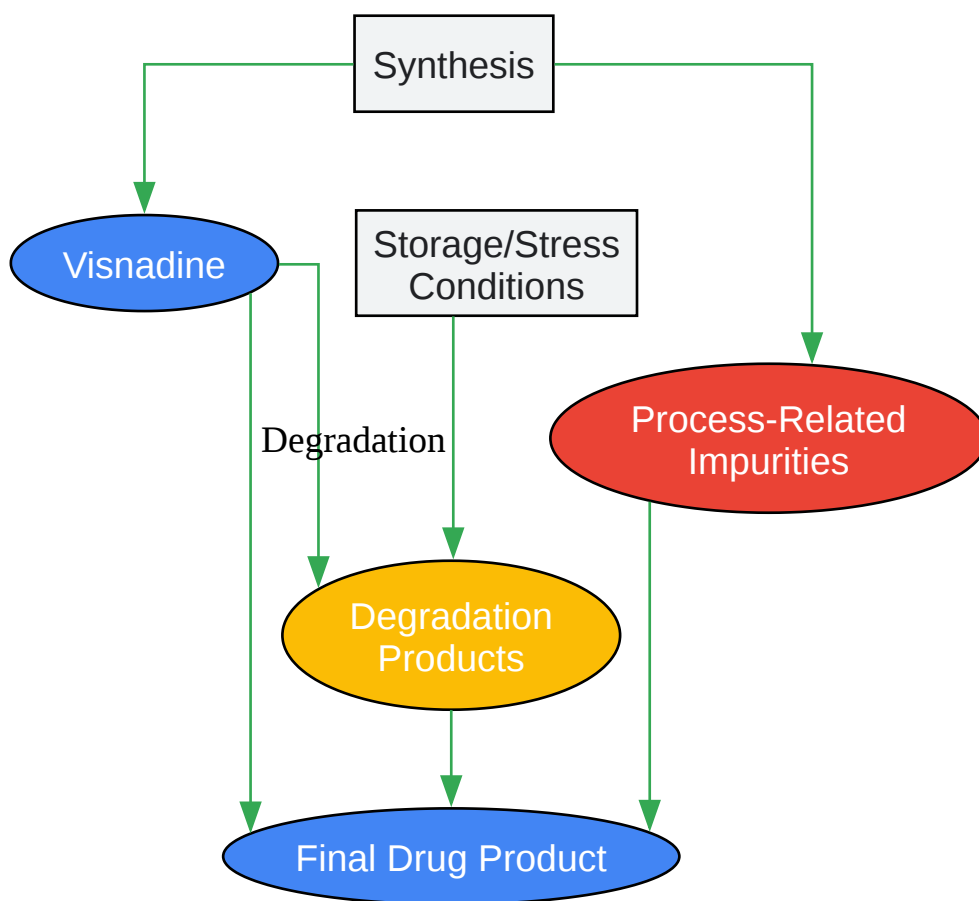 Synthesis
Visnadine
Storage/Stress
Conditions
Process-Related
Impurities
Degradation
Degradation
Products
Final Drug Product